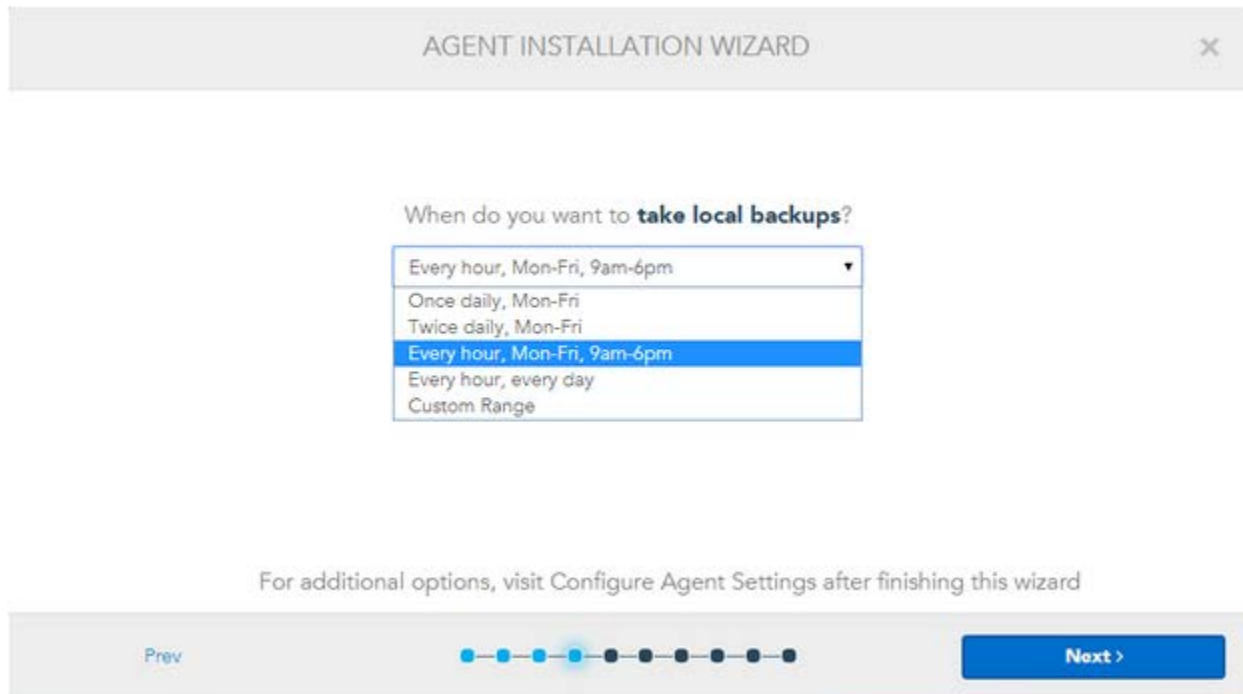 AGENT INSTALLATION WIZARD
When do you want to take local backups?
Every hour, Mon-Fri, 9am-6pm
Once daily, Mon-Fri
Twice daily, Mon-Fri
Every hour, Mon-Fri, 9am-6pm
Every hour, every day
Custom Range
For additional options, visit Configure Agent Settings after finishing this wizard
Prev
Next >